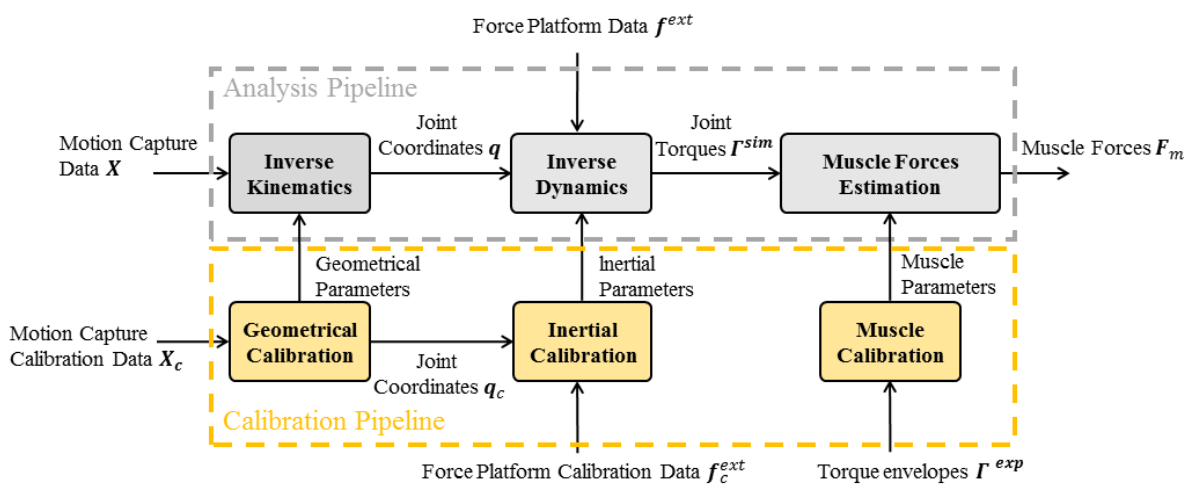 Force Platform Data f^ext
Analysis Pipeline
Motion Capture
Data X
Inverse
Kinematics
Joint
Coordinates q
Inverse
Dynamics
Joint
Torques Γ^sim
Muscle Forces
Estimation
Muscle Forces F_m
Geometrical
Parameters
Inertial
Parameters
Muscle
Parameters
Motion Capture
Calibration Data X_c
Geometrical
Calibration
Joint
Coordinates q_c
Inertial
Calibration
Muscle
Calibration
Calibration Pipeline
Force Platform Calibration Data f_c^ext
Torque envelopes Γ^exp